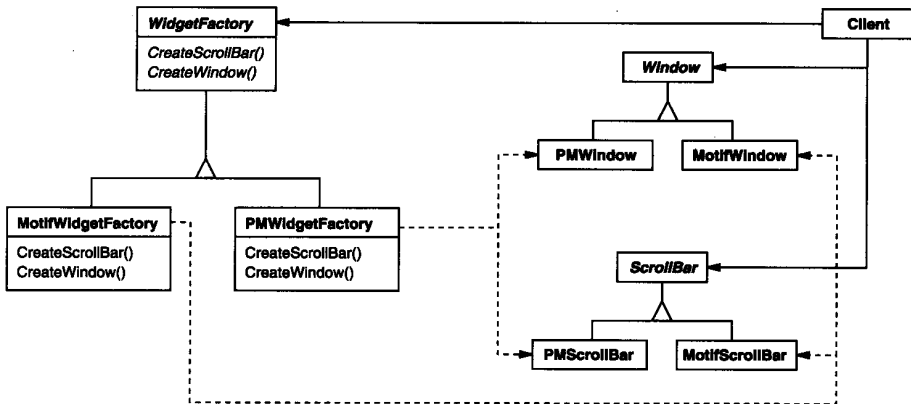 WidgetFactory
CreateScrollBar()
CreateWindow()
Client
Window
PMWindow
MotifWindow
MotifWidgetFactory
CreateScrollBar()
CreateWindow()
PMWidgetFactory
CreateScrollBar()
CreateWindow()
ScrollBar
PMScrollBar
MotifScrollBar